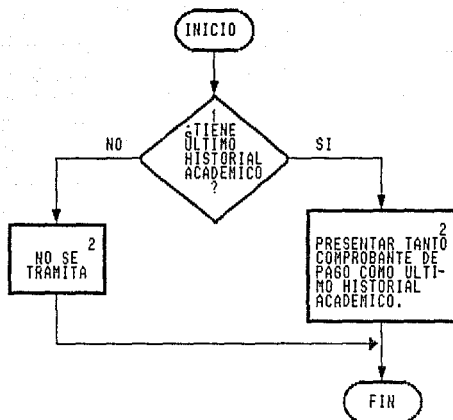 INICIO
1
¿TIENE
ÚLTIMO
HISTORIAL
ACADEMICO
?
NO
SI
2
NO SE
TRAMITA
2
PRESENTAR TANTO
COMPROBANTE DE
PAGO COMO ULTI-
MO HISTORIAL
ACADEMICO.
FIN